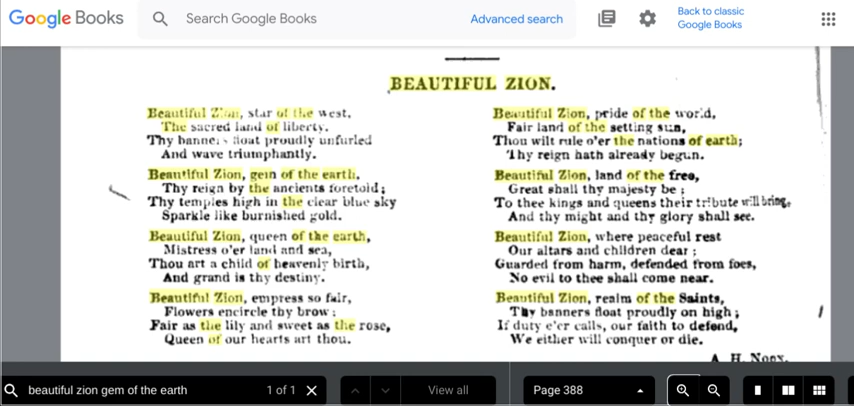 Google Books
Search Google Books
Advanced search
Back to classic
Google Books
BEAUTIFUL ZION.
Beautiful Zion, star of the west,
The sacred land of liberty.
Thy banners float proudly unfurled
And wave triumphantly.
Beautiful Zion, gem of the earth.
Thy reign by the ancients foretold;
Thy temples high in the clear blue sky
Sparkle like burnished gold.
Beautiful Zion, queen of the earth,
Mistress o'er land and sea,
Thou art a child of heavenly birth,
And grand is thy destiny.
Beautiful Zion, empress so fair,
Flowers encircle thy brow;
Fair as the lily and sweet as the rose,
Queen of our hearts art thou.
Beautiful Zion, pride of the world,
Fair land of the setting sun,
Thou wilt rule o'er the nations of earth;
Thy reign hath already begun.
Beautiful Zion, land of the free,
Great shall thy majesty be;
To thee kings and queens their tribute will bring,
And thy might and thy glory shall see.
Beautiful Zion, where peaceful rest
Our altars and children dear;
Guarded from harm, defended from foes,
No evil to thee shall come near.
Beautiful Zion, realm of the Saints,
Thy banners float proudly on high;
If duty e'er calls, our faith to defend,
We either will conquer or die.
A. H.
beautiful zion gem of the earth
1 of 1
View all
Page 388